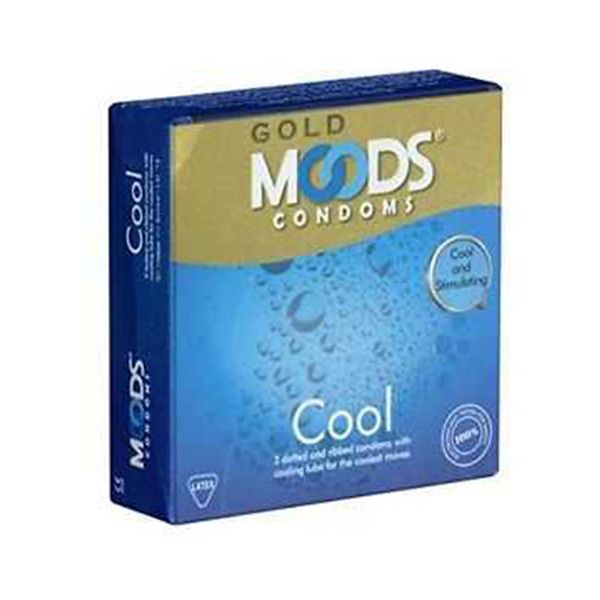 GOLD
MOODS®
CONDOMS
Cool
and
Stimulating
Cool
3 dotted and ribbed condoms with
cooling lube for the coolest moves
LATEX
100%
Cool
MOODS®
CONDOMS